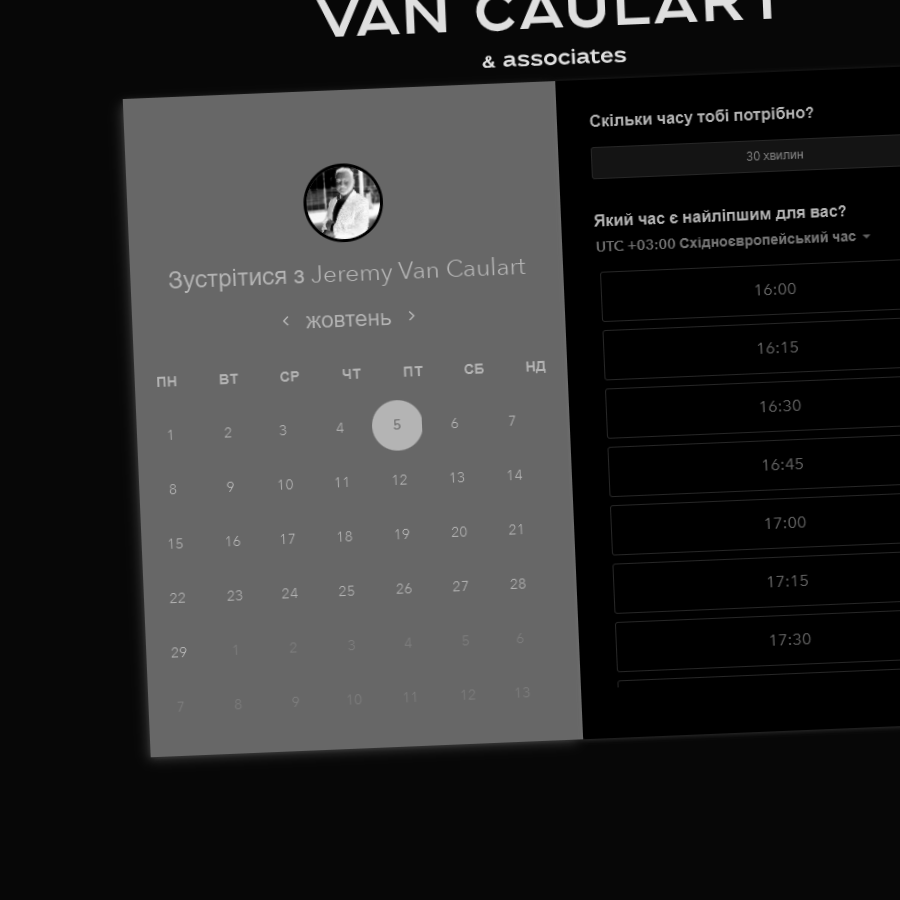 VAN CAULART
& associates
Зустрітися з Jeremy Van Caulart
жовтень
ПН ВТ СР ЧТ ПТ СБ НД
1 2 3 4 5 6 7
8 9 10 11 12 13 14
15 16 17 18 19 20 21
22 23 24 25 26 27 28
29 1 2 3 4 5 6
7 8 9 10 11 12 13
Скільки часу тобі потрібно?
30 хвилин
Який час є найліпшим для вас?
UTC +03:00 Східноєвропейський час
16:00
16:15
16:30
16:45
17:00
17:15
17:30